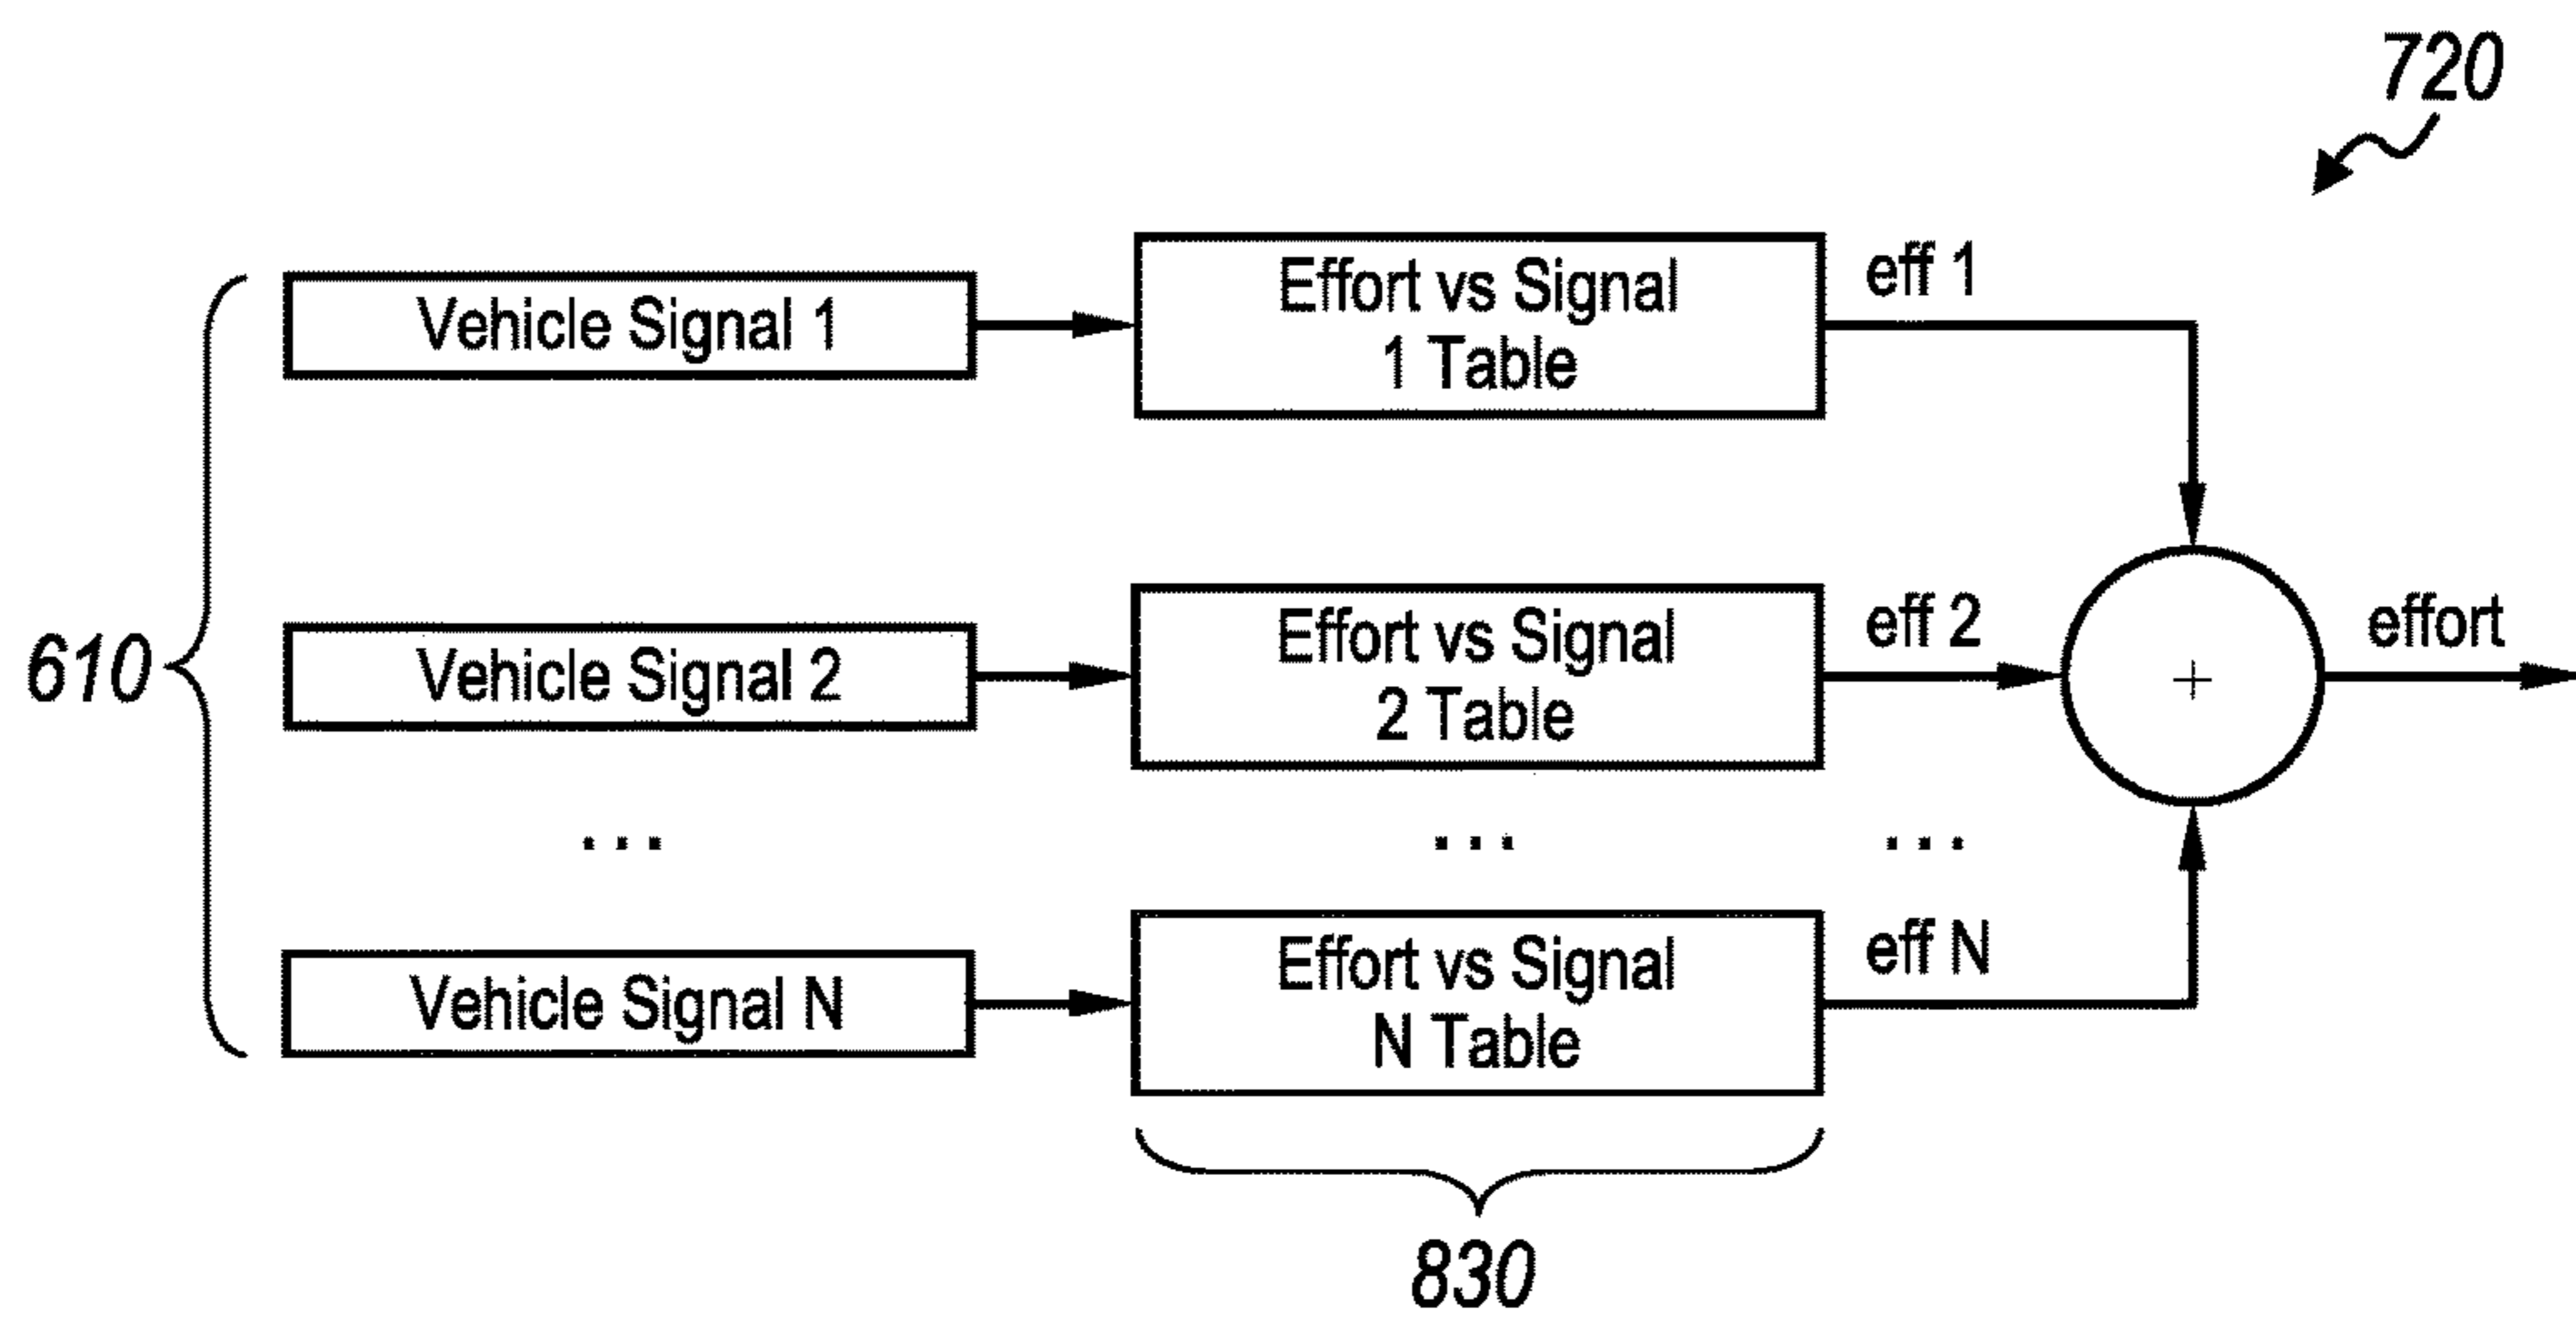 720
Vehicle Signal 1
Effort vs Signal
1 Table
eff 1
610
Vehicle Signal 2
Effort vs Signal
2 Table
eff 2
+
effort
...
...
...
Vehicle Signal N
Effort vs Signal
N Table
eff N
830